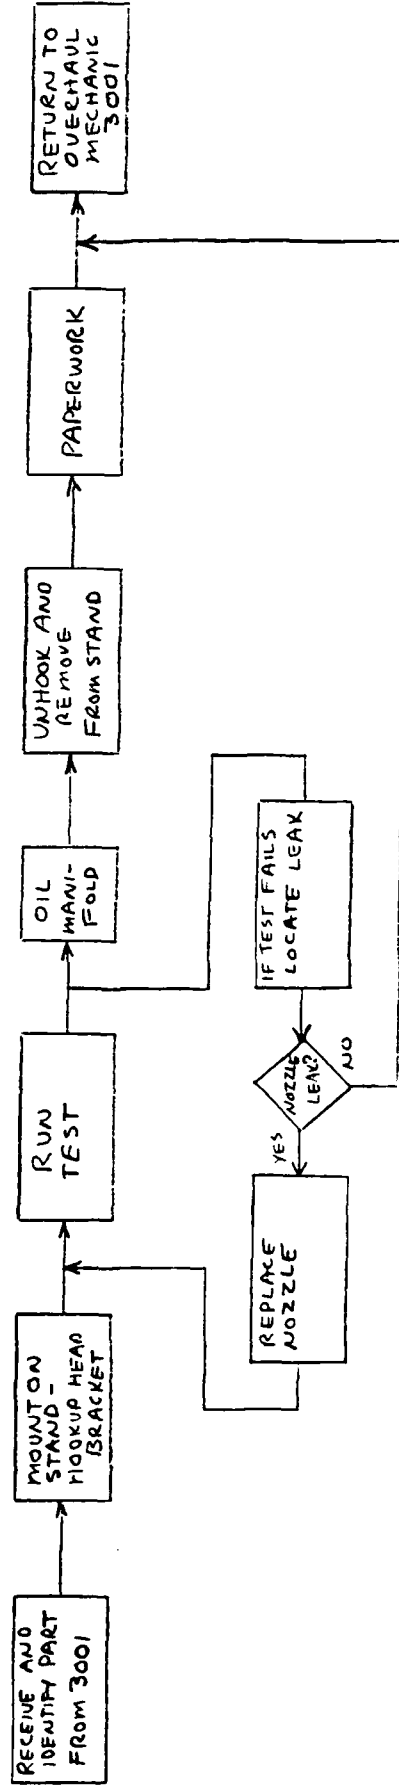 RECEIVE AND
IDENTIFY PART
FROM 3001
MOUNT ON
STAND -
HOOKUP HEAD
BRACKET
RUN
TEST
OIL
MANI-
FOLD
UNHOOK AND
REMOVE
FROM STAND
PAPERWORK
RETURN TO
OVERHAUL
MECHANIC
3001
IF TEST FAILS
LOCATE LEAK
NOZZLE
LEAK?
NO
YES
REPLACE
NOZZLE